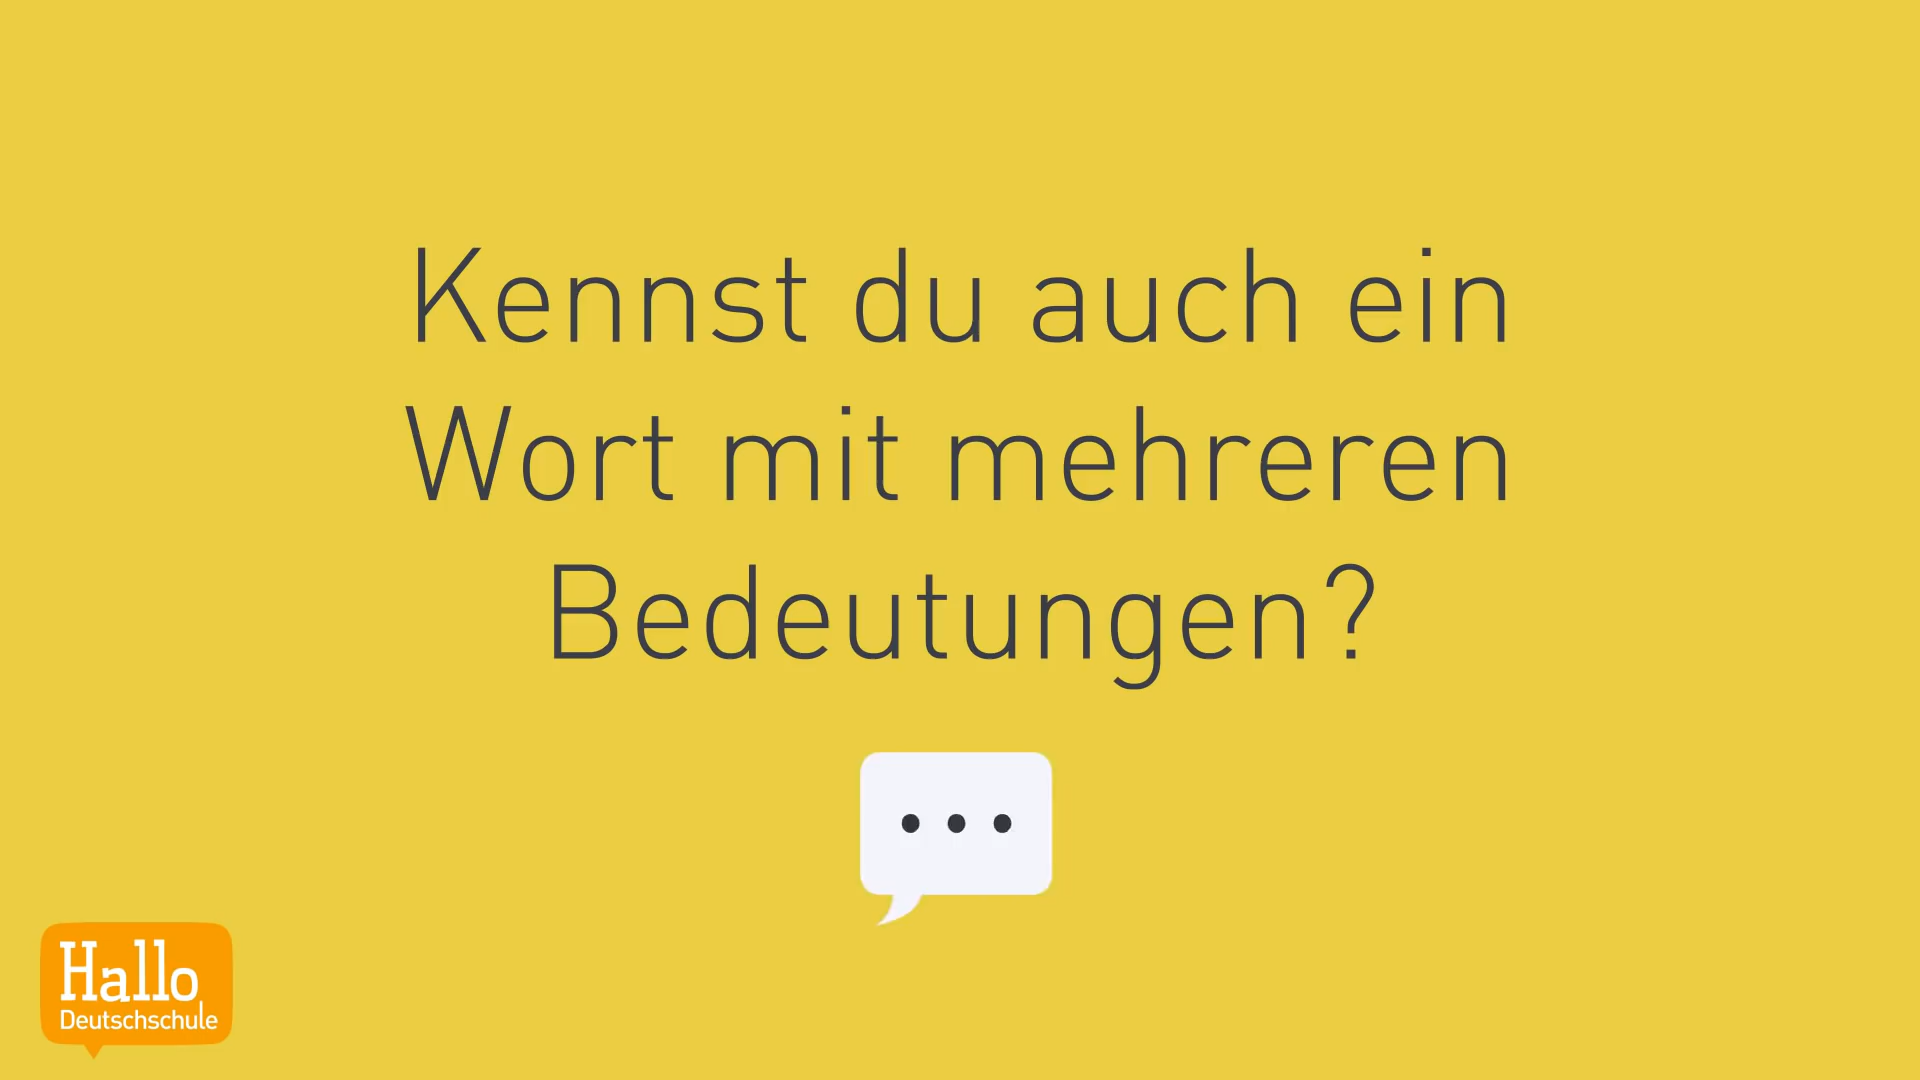 Kennst du auch ein
Wort mit mehreren
Bedeutungen?
Hallo
Deutschschule